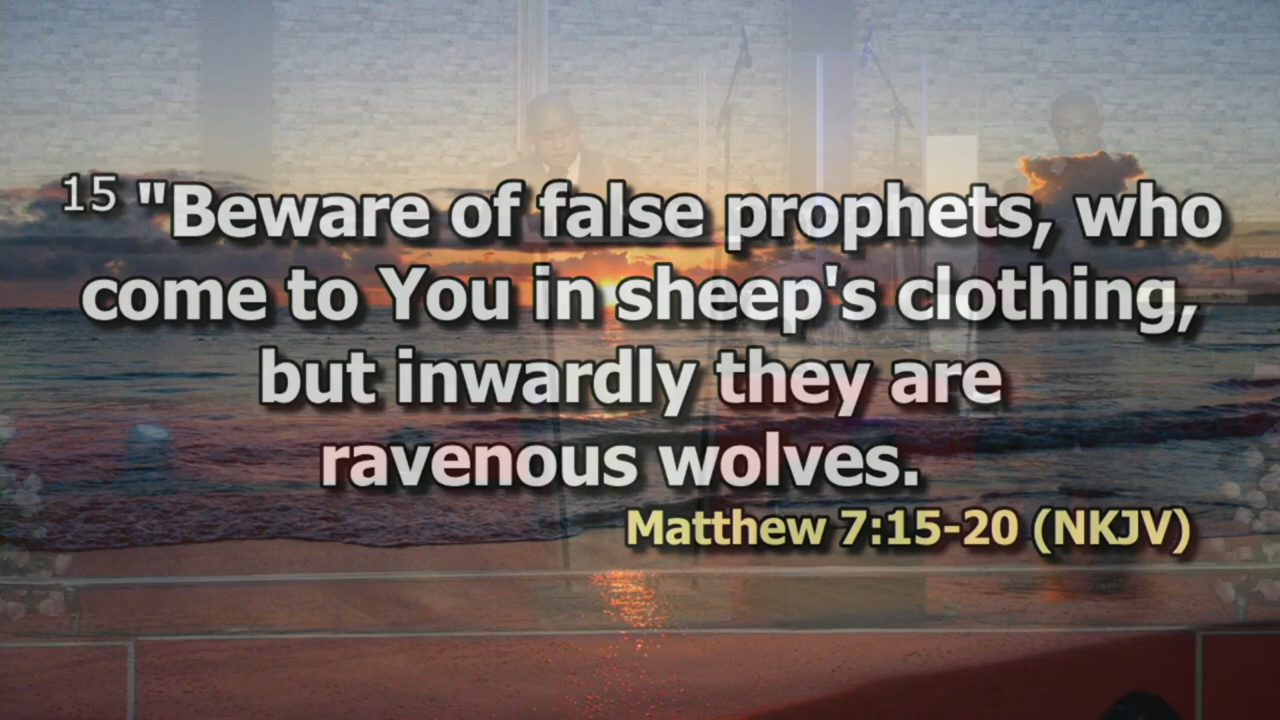 15 "Beware of false prophets, who
come to You in sheep's clothing,
but inwardly they are
ravenous wolves.
Matthew 7:15-20 (NKJV)